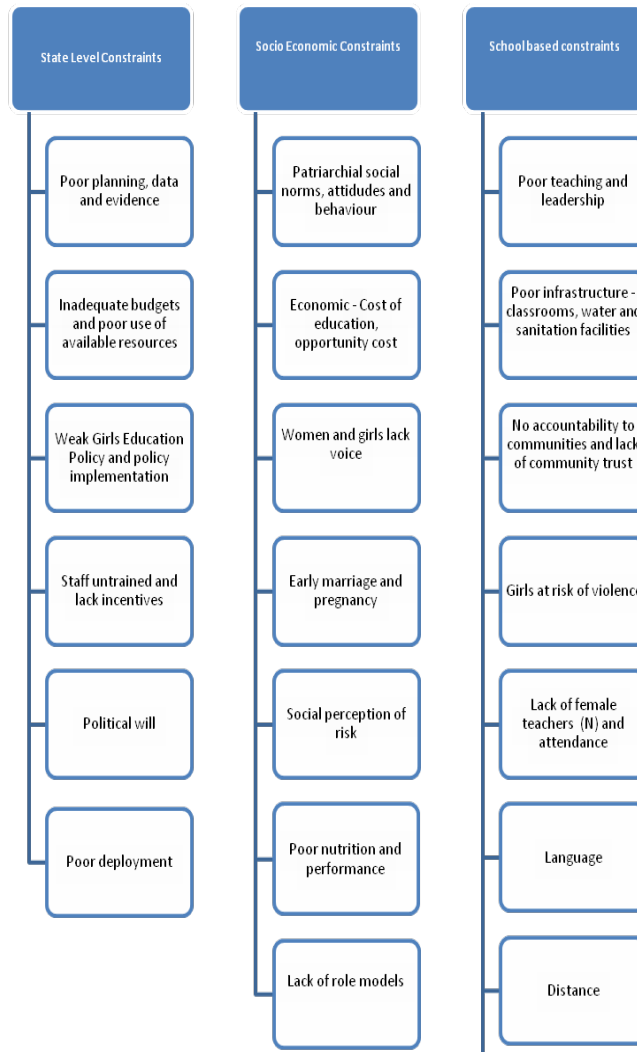 State Level Constraints
Poor planning, data
and evidence
Inadequate budgets
and poor use of
available resources
Weak Girls Education
Policy and policy
implementation
Staff untrained and
lack incentives
Political will
Poor deployment
Socio Economic Constraints
Patriarchial social
norms, attidudes and
behaviour
Economic - Cost of
education,
opportunity cost
Women and girls lack
voice
Early marriage and
pregnancy
Social perception of
risk
Poor nutrition and
performance
Lack of role models
School based constraints
Poor teaching and
leadership
Poor infrastructure -
classrooms, water and
sanitation facilities
No accountability to
communities and lack
of community trust
Girls at risk of violence
Lack of female
teachers (N) and
attendance
Language
Distance